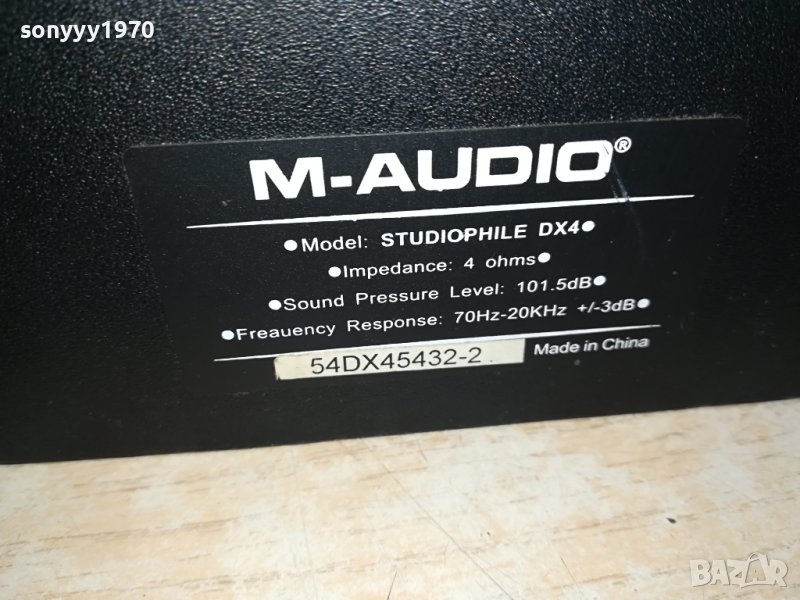 sonyyy1970
M-AUDIO®
●Model: STUDIOPHILE DX4●
●Impedance: 4 ohms●
●Sound Pressure Level: 101.5dB●
●Freauency Response: 70Hz-20KHz +/-3dB●
54DX45432-2
Made in China
BAZAR